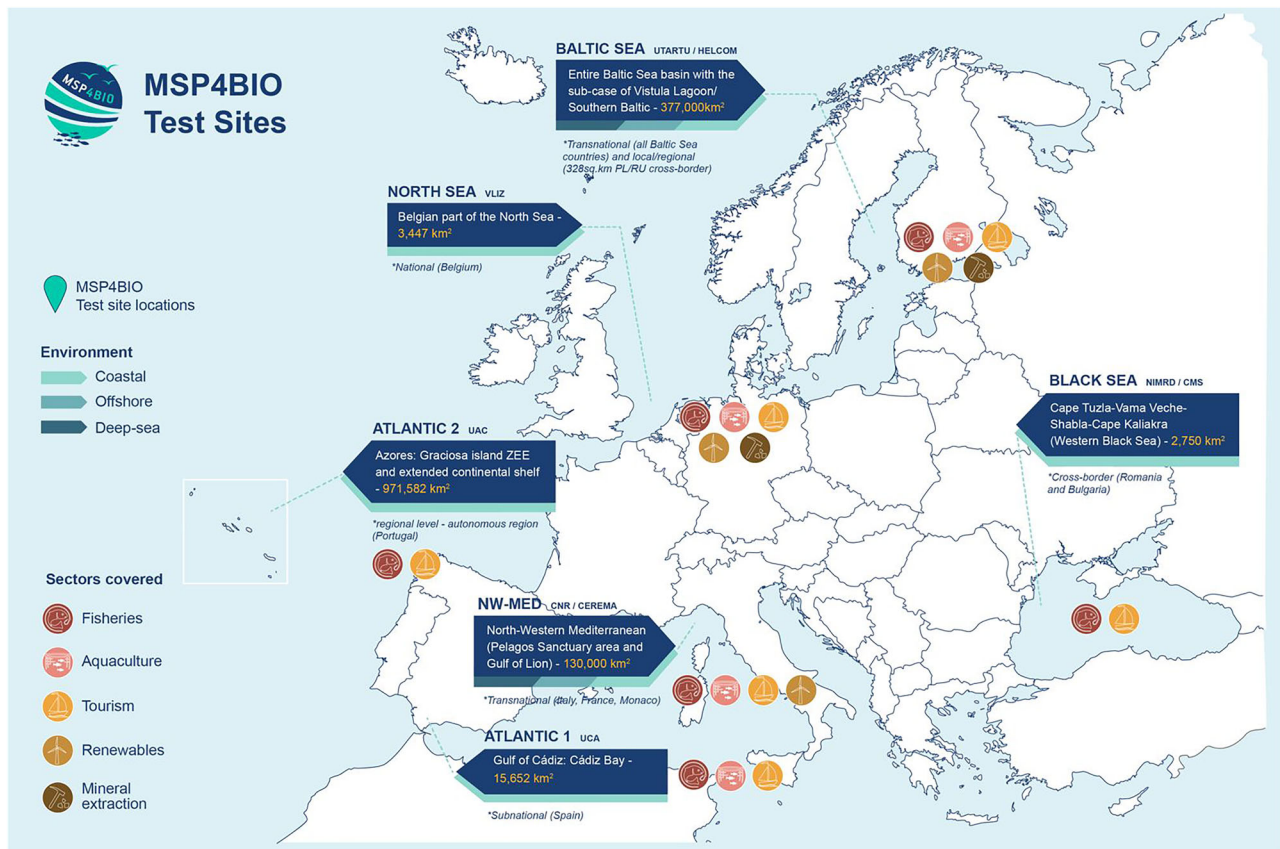 MSP4BIO
MSP4BIO
Test Sites
BALTIC SEA UTARTU / HELCOM
Entire Baltic Sea basin with the
sub-case of Vistula Lagoon/
Southern Baltic - 377,000km²
*Transnational (all Baltic Sea
countries) and local/regional
(328sq.km PL/RU cross-border)
NORTH SEA VLIZ
Belgian part of the North Sea -
3,447 km²
*National (Belgium)
MSP4BIO
Test site locations
Environment
Coastal
Offshore
Deep-sea
BLACK SEA NIMRD / CMS
Cape Tuzla-Vama Veche-
Shabla-Cape Kaliakra
(Western Black Sea) - 2,750 km²
*Cross-border (Romania
and Bulgaria)
ATLANTIC 2 UAC
Azores: Graciosa island ZEE
and extended continental shelf
- 971,582 km²
*regional level - autonomous region
(Portugal)
Sectors covered
Fisheries
Aquaculture
Tourism
Renewables
Mineral
extraction
NW-MED CNR / CEREMA
North-Western Mediterranean
(Pelagos Sanctuary area and
Gulf of Lion) - 130,000 km²
*Transnational (Italy, France, Monaco)
ATLANTIC 1 UCA
Gulf of Cádiz: Cádiz Bay -
15,652 km²
*Subnational (Spain)